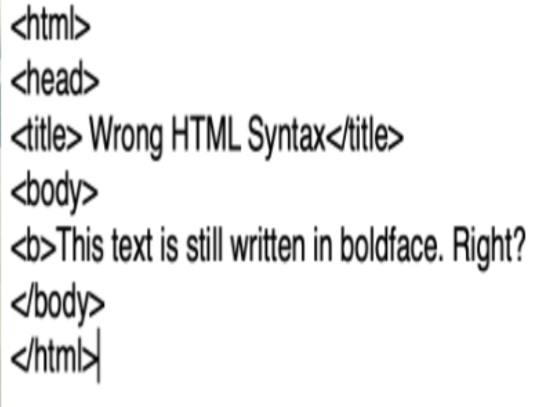 <html>
<head>
<title> Wrong HTML Syntax</title>
<body>
<b>This text is still written in boldface. Right?
</body>
</html>